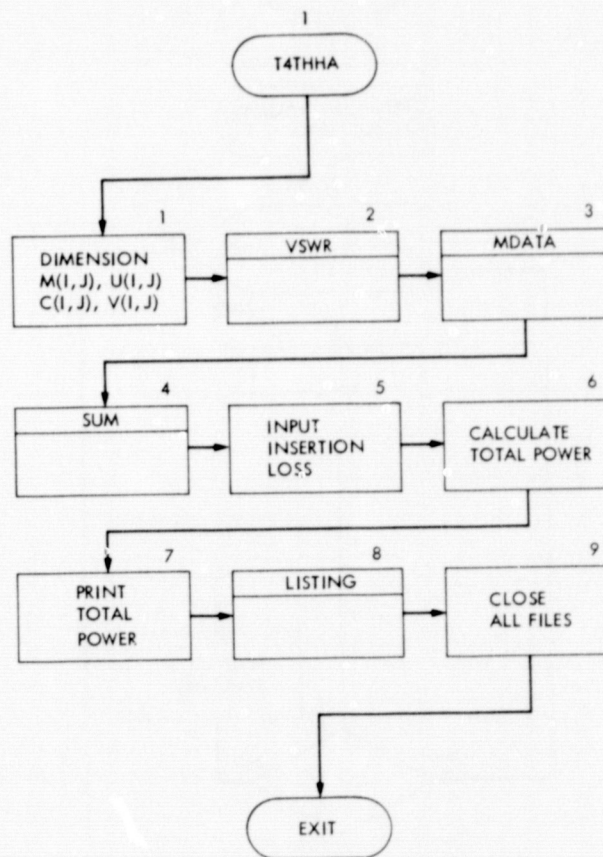 1
T4THHA
1
DIMENSION
M(I,J), U(I,J)
C(I,J), V(I,J)
2
VSWR
3
MDATA
4
SUM
5
INPUT
INSERTION
LOSS
6
CALCULATE
TOTAL POWER
7
PRINT
TOTAL
POWER
8
LISTING
9
CLOSE
ALL FILES
EXIT